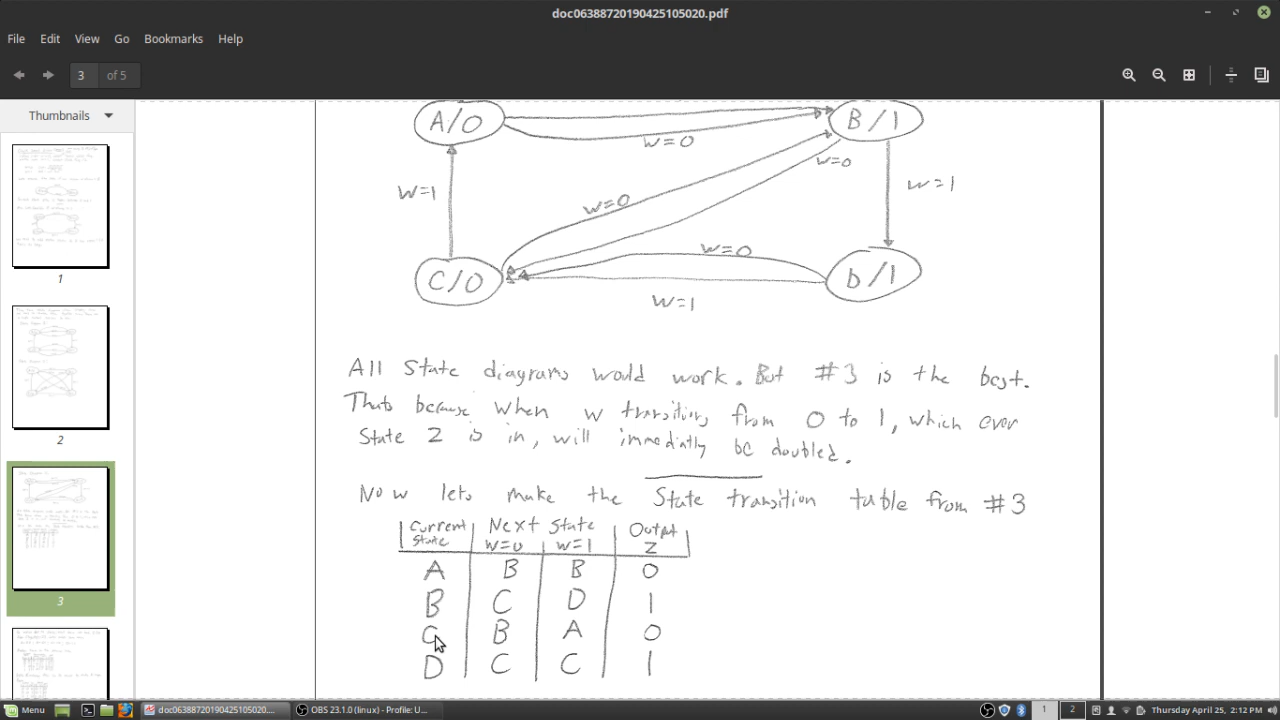 doc06388720190425105020.pdf
File Edit View Go Bookmarks Help
3 of 5
Thumbnails
1
2
3
A/0
B/1
w=0
w=0
w=1
w=1
w=0
C/0
w=0
b/1
w=1
All State diagrams would work. But #3 is the best.
Thats because when w transitions from 0 to 1, which ever
State Z is in, will immediatly be doubled.
Now lets make the State transition table from #3
Current State Next State Output
w=0 w=1 Z
A B B 0
B C D 1
C B A 0
D C C 1
Menu doc06388720190425105020.pdf... OBS 23.1.0 (linux) - Profile: U... 1 2 Thursday April 25, 2:12 PM